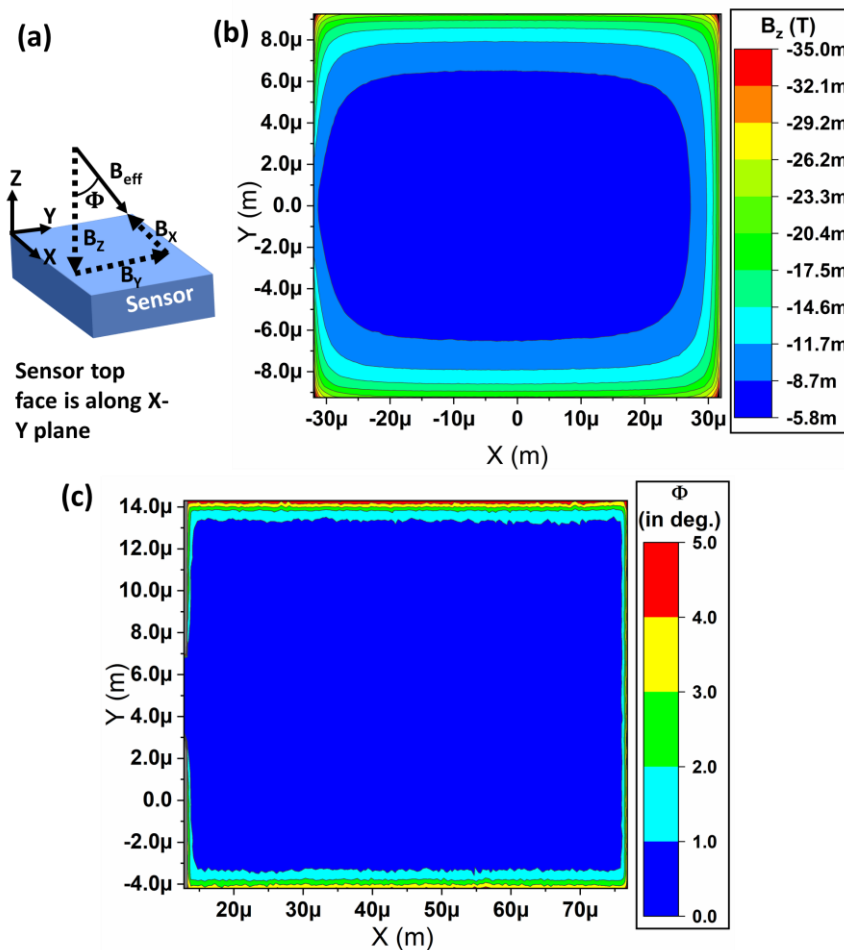 (a)
Z
Y
X
Φ
B_eff
B_Z
B_X
B_Y
Sensor
Sensor top
face is along X-
Y plane
(b)
8.0µ
6.0µ
4.0µ
2.0µ
0.0
-2.0µ
-4.0µ
-6.0µ
-8.0µ
Y (m)
-30µ -20µ -10µ 0 10µ 20µ 30µ
X (m)
B_z (T)
-35.0m
-32.1m
-29.2m
-26.2m
-23.3m
-20.4m
-17.5m
-14.6m
-11.7m
-8.7m
-5.8m
(c)
14.0µ
12.0µ
10.0µ
8.0µ
6.0µ
4.0µ
2.0µ
0.0
-2.0µ
-4.0µ
Y (m)
20µ 30µ 40µ 50µ 60µ 70µ
X (m)
Φ
(in deg.)
5.0
4.0
3.0
2.0
1.0
0.0